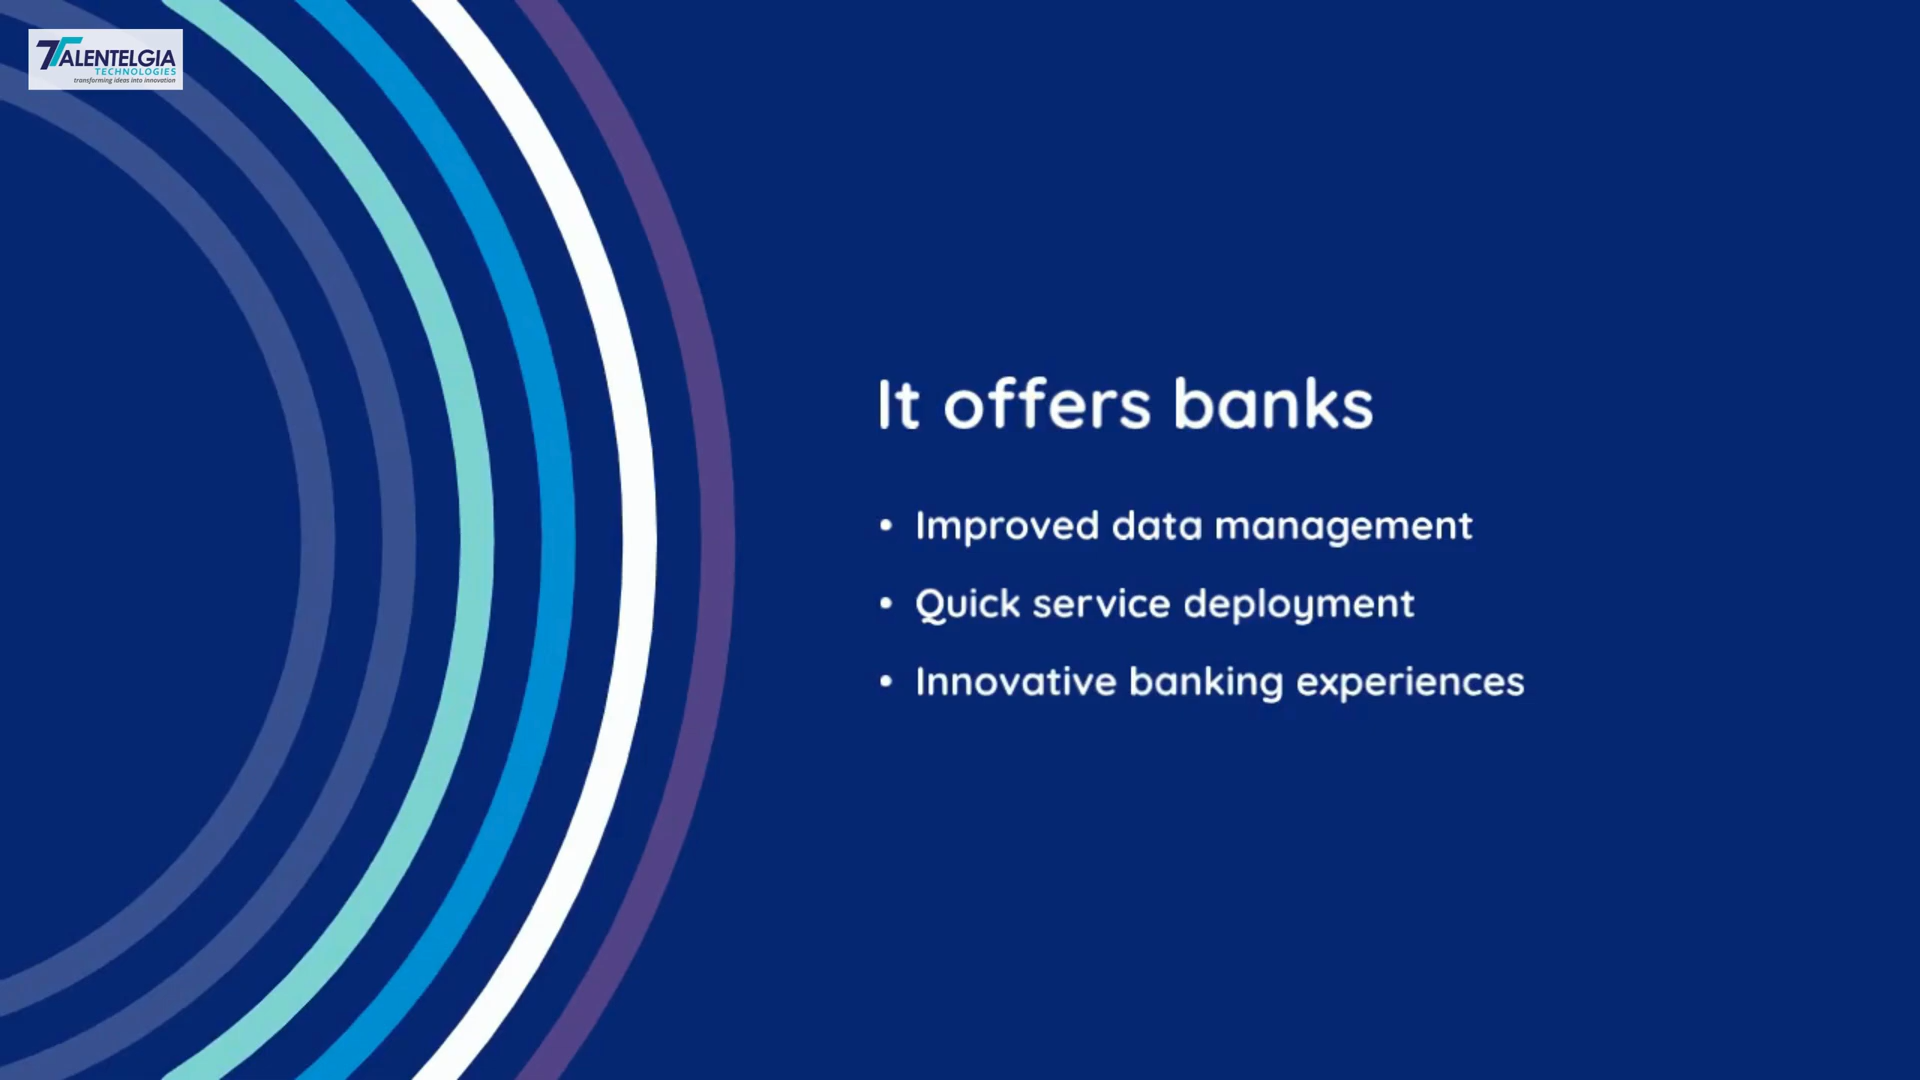 TALENTELGIA
TECHNOLOGIES
transforming ideas into innovation
It offers banks
• Improved data management
• Quick service deployment
• Innovative banking experiences